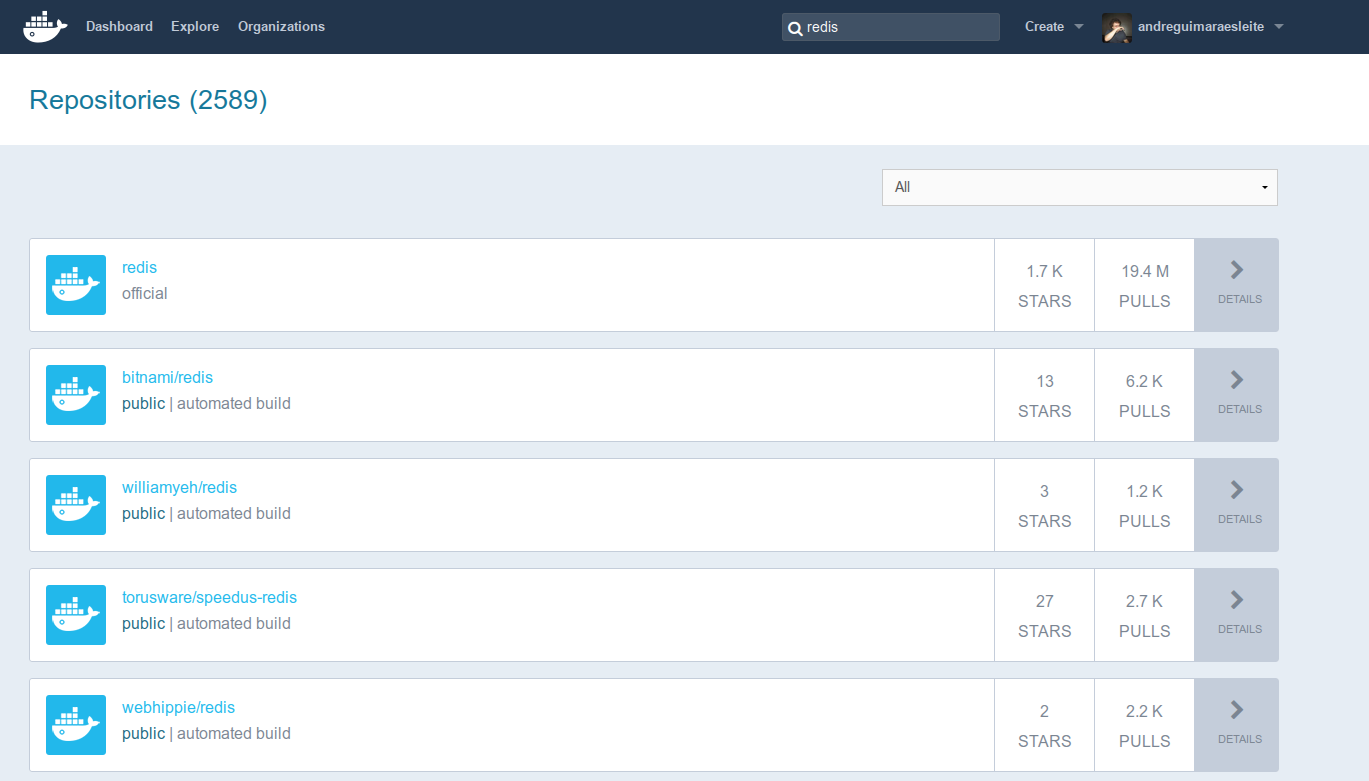 Dashboard Explore Organizations redis Create andreguimaraesleite
Repositories (2589)
All
redis
official
1.7 K
STARS
19.4 M
PULLS
DETAILS
bitnami/redis
public | automated build
13
STARS
6.2 K
PULLS
DETAILS
williamyeh/redis
public | automated build
3
STARS
1.2 K
PULLS
DETAILS
torusware/speedus-redis
public | automated build
27
STARS
2.7 K
PULLS
DETAILS
webhippie/redis
public | automated build
2
STARS
2.2 K
PULLS
DETAILS